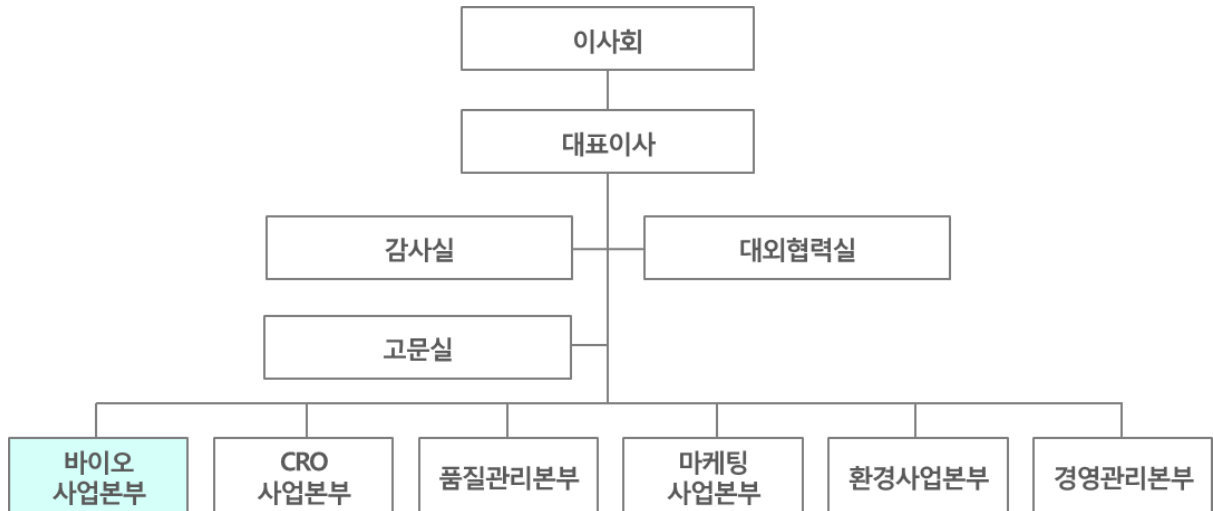 이사회
대표이사
감사실
대외협력실
고문실
바이오
사업본부
CRO
사업본부
품질관리본부
마케팅
사업본부
환경사업본부
경영관리본부